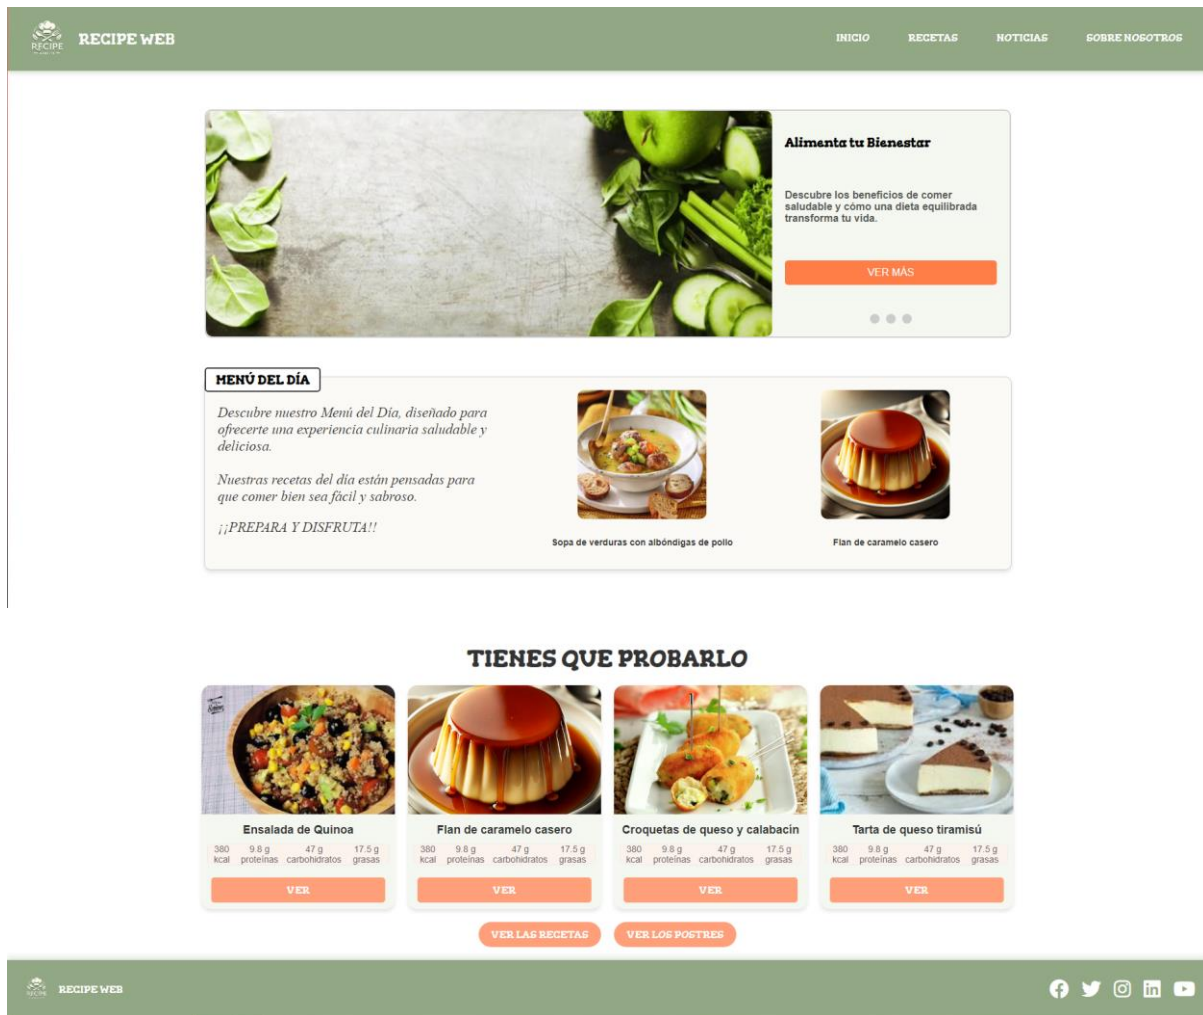 RECIPE
RECIPE WEB
INICIO
RECETAS
NOTICIAS
SOBRE NOSOTROS
Alimenta tu Bienestar
Descubre los beneficios de comer
saludable y cómo una dieta equilibrada
transforma tu vida.
VER MÁS
MENÚ DEL DÍA
Descubre nuestro Menú del Día, diseñado para
ofrecerte una experiencia culinaria saludable y
deliciosa.
Nuestras recetas del día están pensadas para
que comer bien sea fácil y sabroso.
¡¡PREPARA Y DISFRUTA!!
Sopa de verduras con albóndigas de pollo
Flan de caramelo casero
TIENES QUE PROBARLO
Ensalada de Quinoa
380 9.8 g 47 g 17.5 g
kcal proteínas carbohidratos grasas
VER
Flan de caramelo casero
380 9.8 g 47 g 17.5 g
kcal proteínas carbohidratos grasas
VER
Croquetas de queso y calabacín
380 9.8 g 47 g 17.5 g
kcal proteínas carbohidratos grasas
VER
Tarta de queso tiramisú
380 9.8 g 47 g 17.5 g
kcal proteínas carbohidratos grasas
VER
VER LAS RECETAS
VER LOS POSTRES
RECIPE
RECIPE WEB